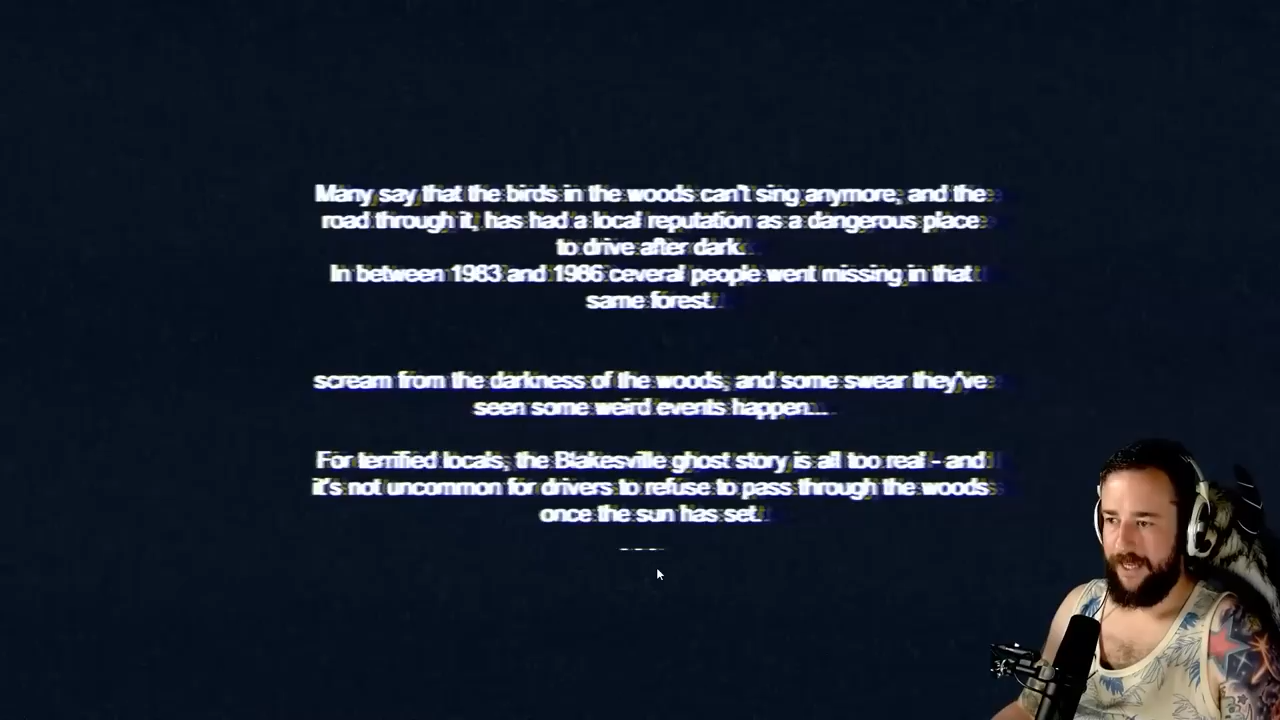 Many say that the birds in the woods can't sing anymore, and the
road through it, has had a local reputation as a dangerous place
to drive after dark.
In between 1983 and 1986 ceveral people went missing in that
same forest.
scream from the darkness of the woods, and some swear they've
seen some weird events happen...
For terrified locals, the Blakesville ghost story is all too real - and
it's not uncommon for drivers to refuse to pass through the woods
once the sun has set.